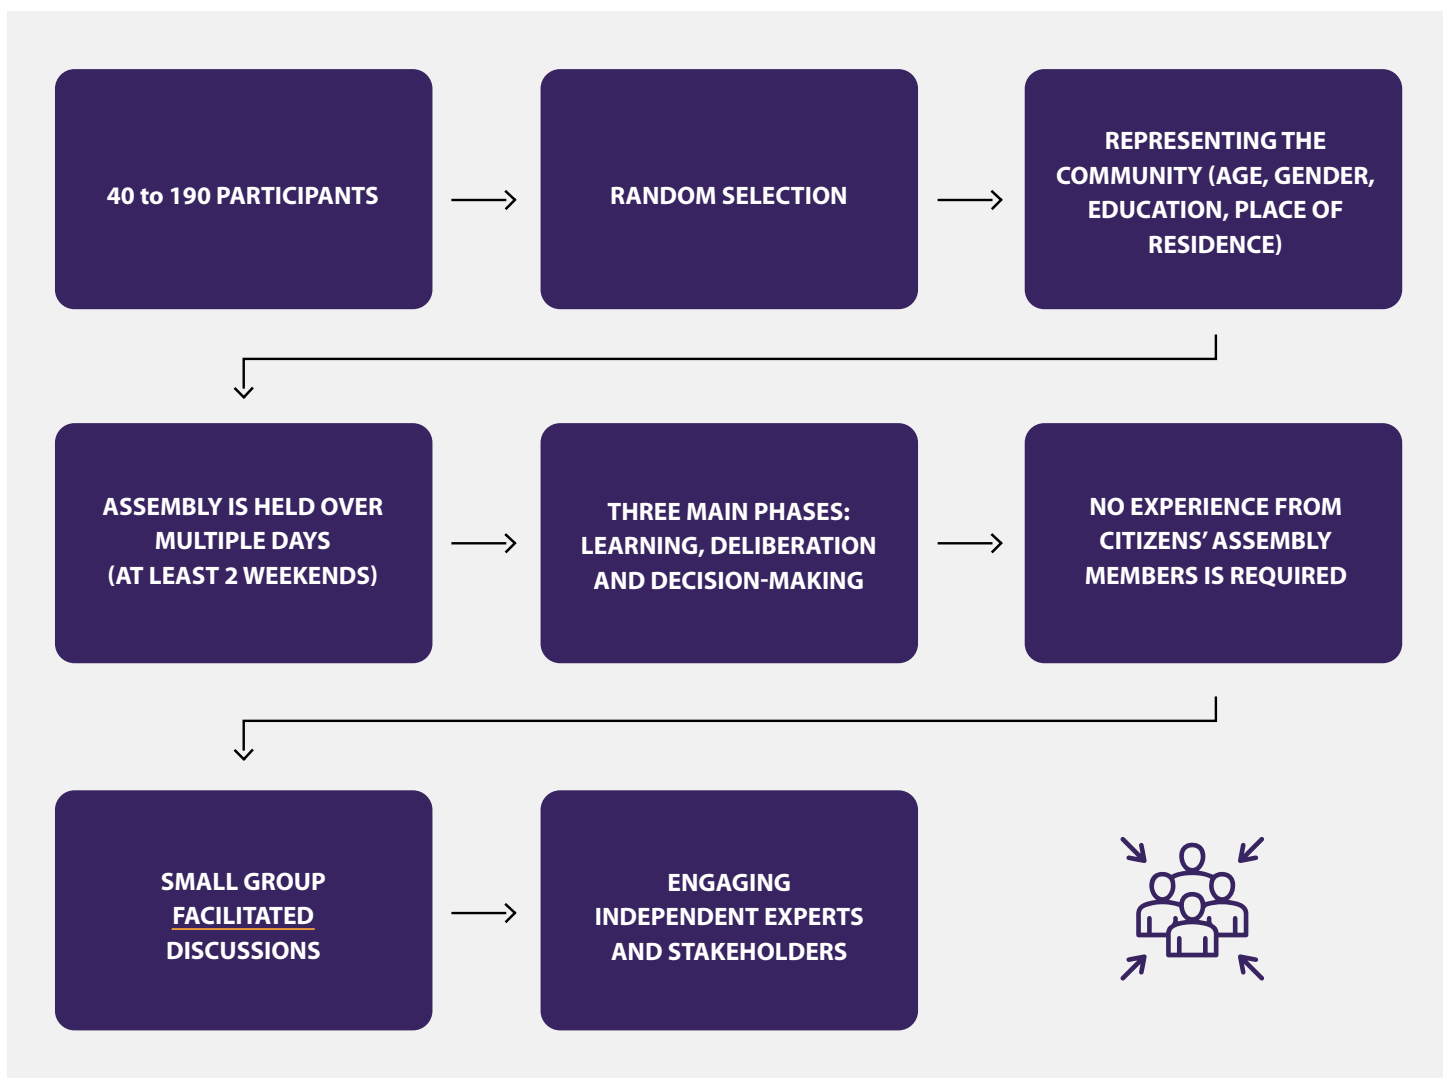 40 to 190 PARTICIPANTS
RANDOM SELECTION
REPRESENTING THE
COMMUNITY (AGE, GENDER,
EDUCATION, PLACE OF
RESIDENCE)
ASSEMBLY IS HELD OVER
MULTIPLE DAYS
(AT LEAST 2 WEEKENDS)
THREE MAIN PHASES:
LEARNING, DELIBERATION
AND DECISION-MAKING
NO EXPERIENCE FROM
CITIZENS’ ASSEMBLY
MEMBERS IS REQUIRED
SMALL GROUP
FACILITATED
DISCUSSIONS
ENGAGING
INDEPENDENT EXPERTS
AND STAKEHOLDERS